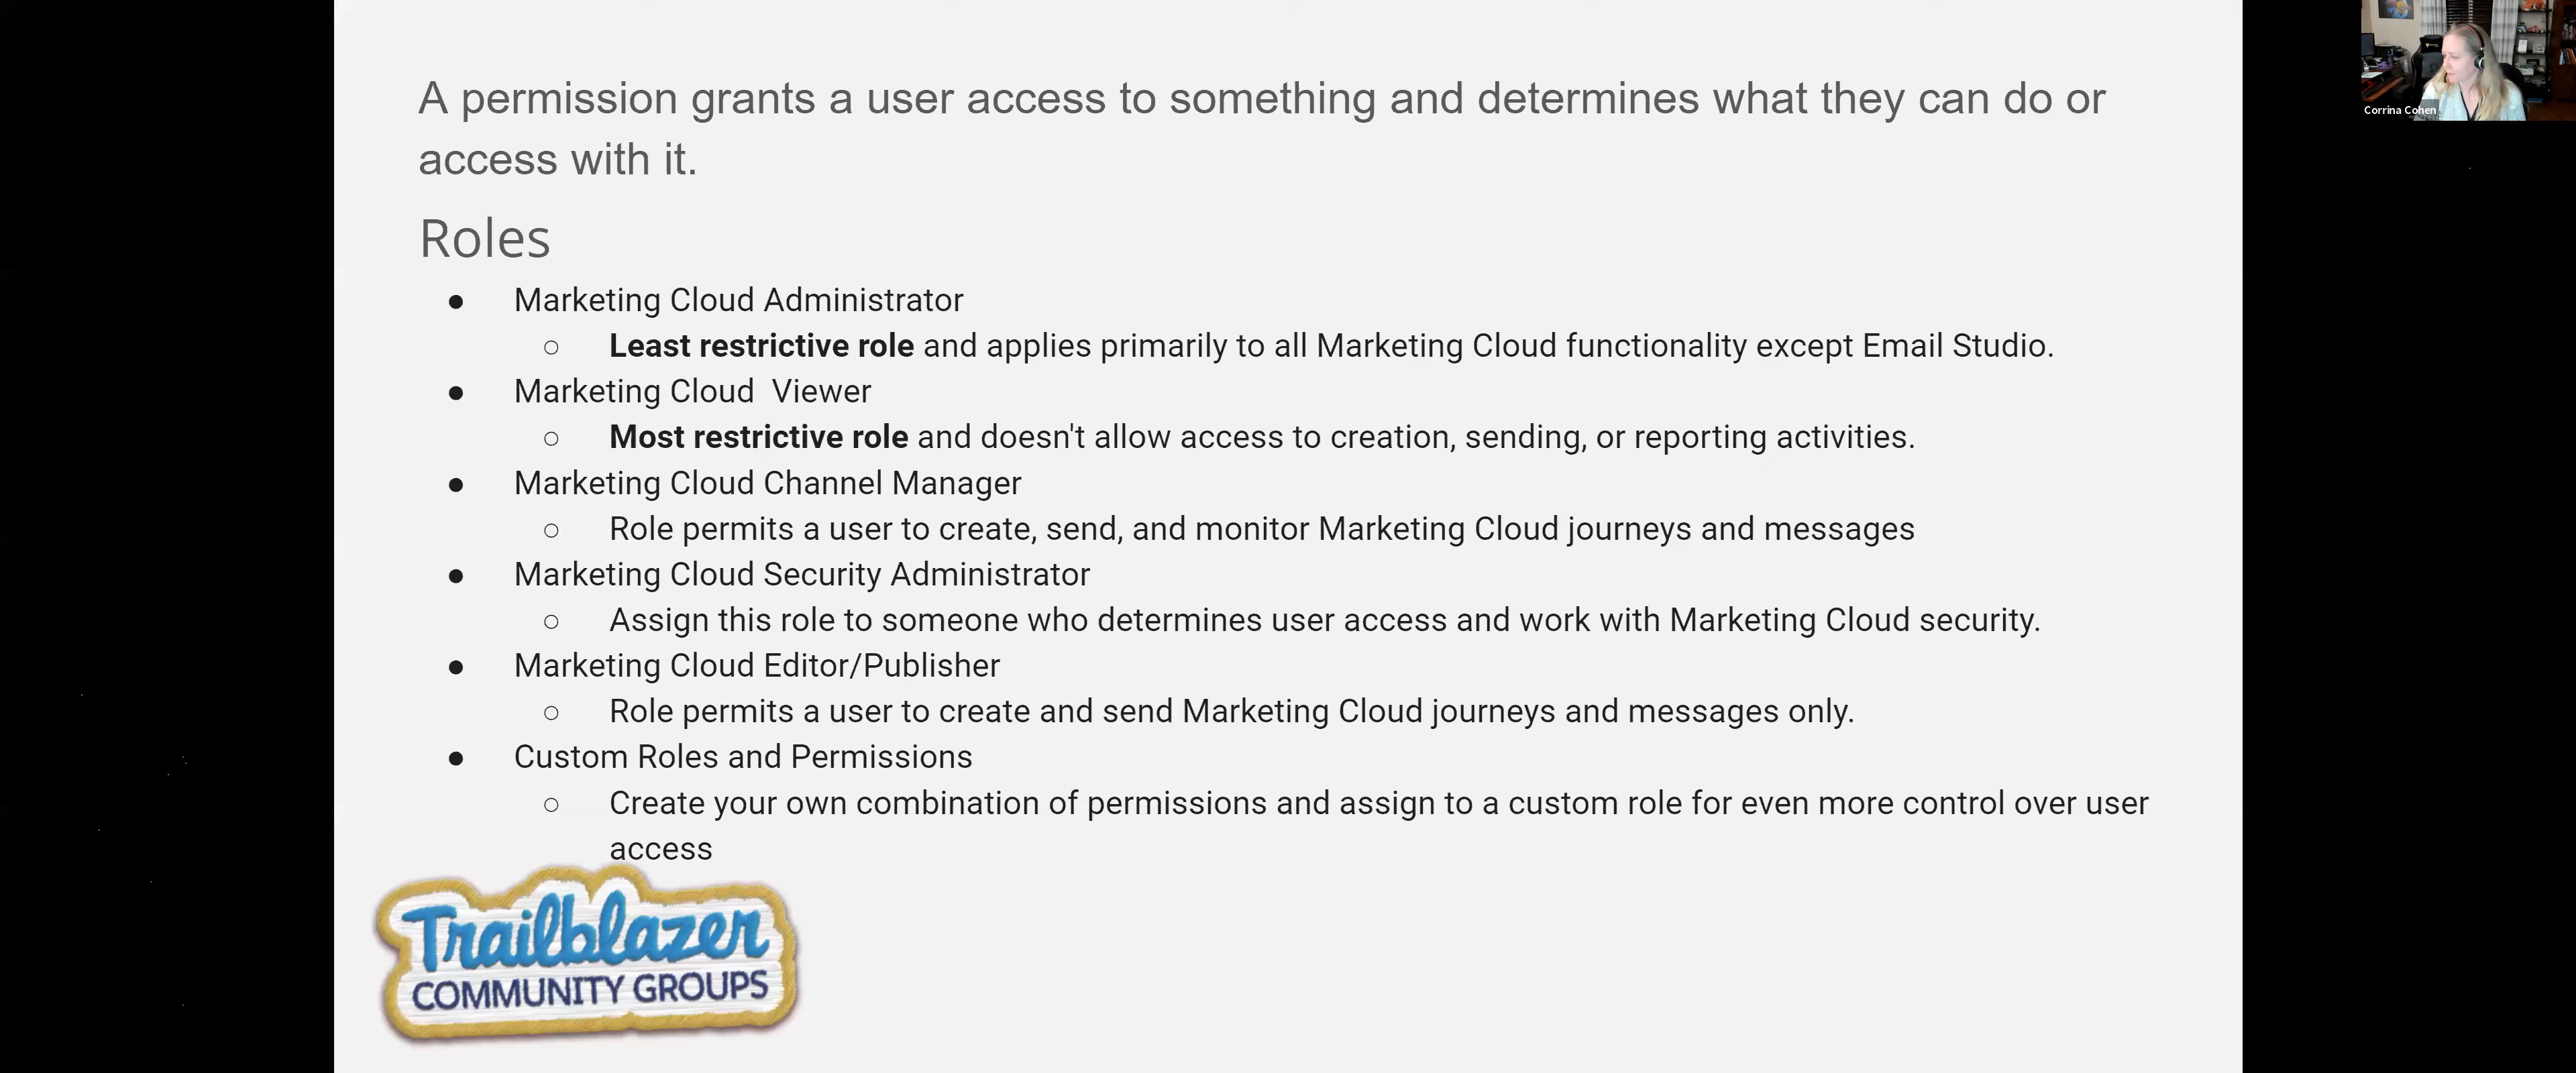 A permission grants a user access to something and determines what they can do or
access with it.
Roles
● Marketing Cloud Administrator
○ Least restrictive role and applies primarily to all Marketing Cloud functionality except Email Studio.
● Marketing Cloud  Viewer
○ Most restrictive role and doesn't allow access to creation, sending, or reporting activities.
● Marketing Cloud Channel Manager
○ Role permits a user to create, send, and monitor Marketing Cloud journeys and messages
● Marketing Cloud Security Administrator
○ Assign this role to someone who determines user access and work with Marketing Cloud security.
● Marketing Cloud Editor/Publisher
○ Role permits a user to create and send Marketing Cloud journeys and messages only.
● Custom Roles and Permissions
○ Create your own combination of permissions and assign to a custom role for even more control over user
access
Trailblazer
COMMUNITY GROUPS
Corrina Cohen